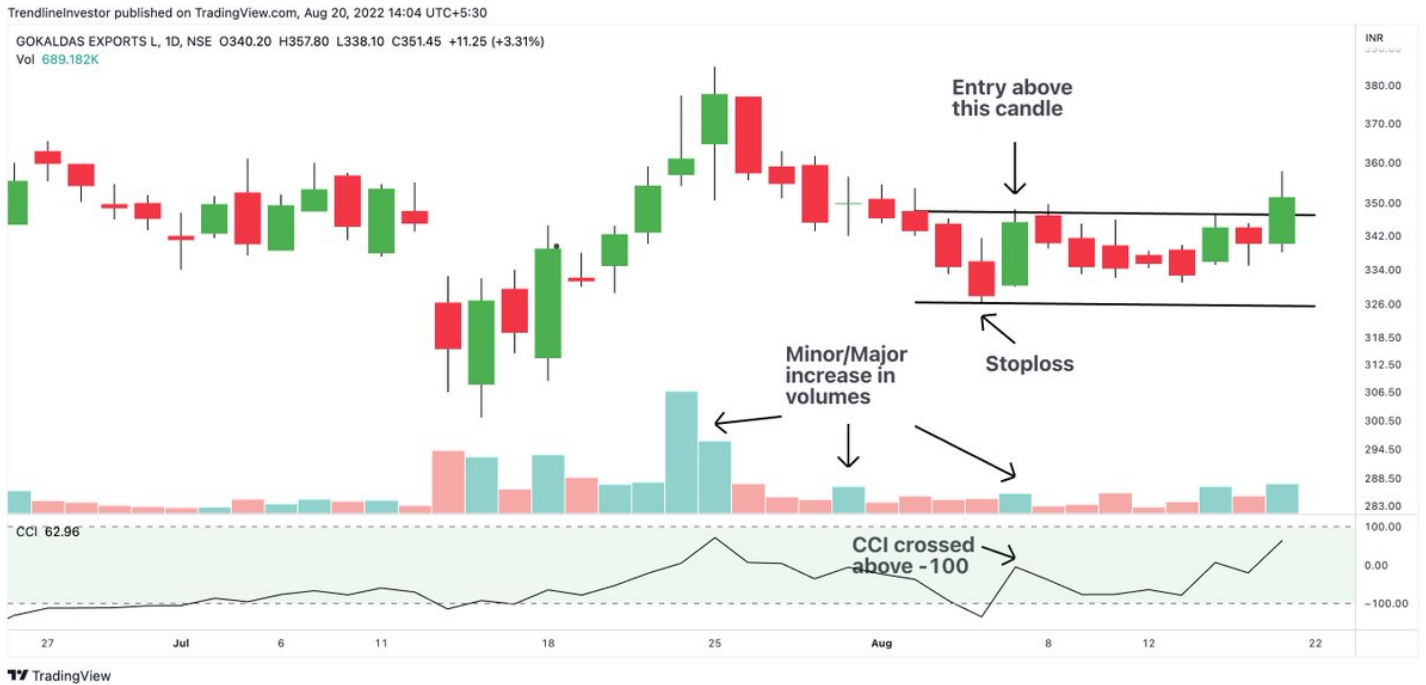 TrendlineInvestor published on TradingView.com, Aug 20, 2022 14:04 UTC+5:30
GOKALDAS EXPORTS L, 1D, NSE O340.20 H357.80 L338.10 C351.45 +11.25 (+3.31%)
Vol 689.182K
INR
390.00
380.00
370.00
360.00
350.00
342.00
334.00
326.00
318.50
312.50
306.50
300.50
294.50
288.50
283.00
Entry above
this candle
Stoploss
Minor/Major
increase in
volumes
CCI 62.96
CCI crossed
above -100
100.00
0.00
-100.00
27 Jul 6 11 18 25 Aug 8 12 22
TradingView